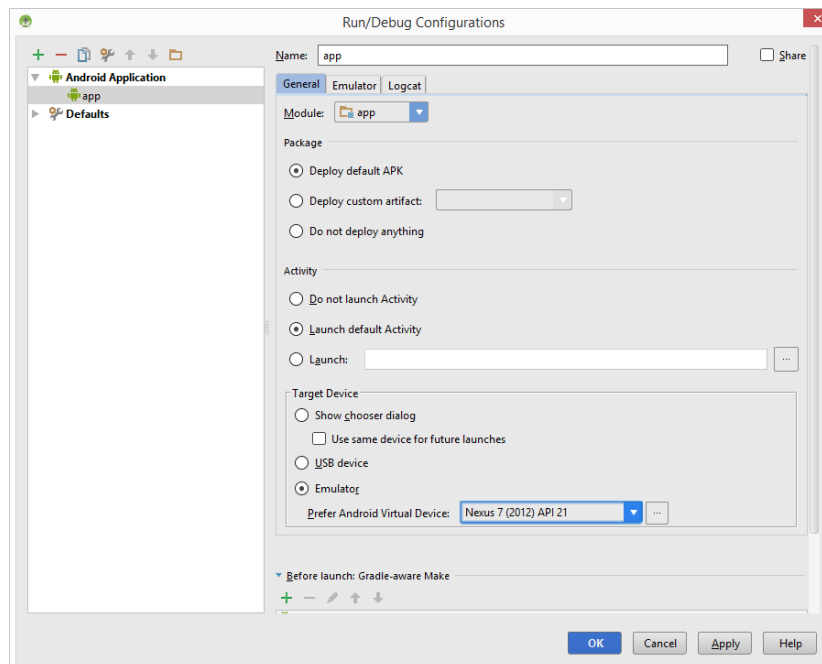 Run/Debug Configurations
Name: app
Share
Android Application
app
Defaults
General Emulator Logcat
Module: app
Package
Deploy default APK
Deploy custom artifact:
Do not deploy anything
Activity
Do not launch Activity
Launch default Activity
Launch: ...
Target Device
Show chooser dialog
Use same device for future launches
USB device
Emulator
Prefer Android Virtual Device: Nexus 7 (2012) API 21 ...
Before launch: Gradle-aware Make
OK Cancel Apply Help